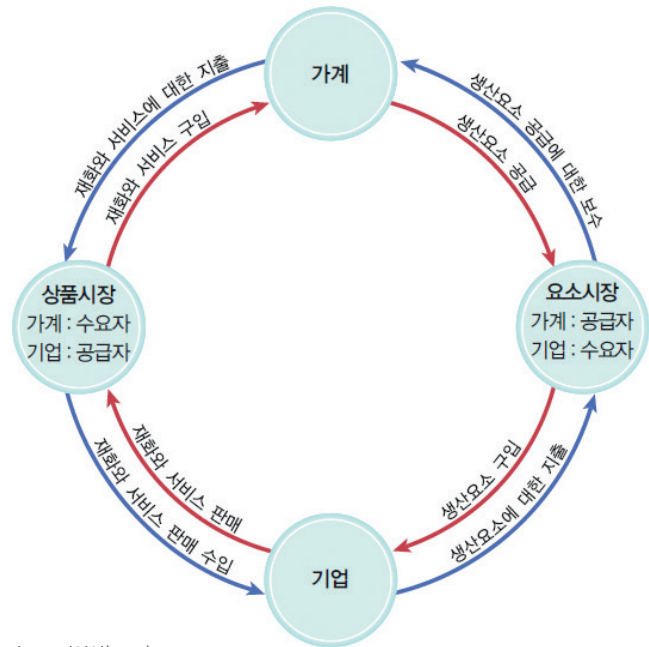 가계
재화와 서비스에 대한 지출
재화와 서비스 구입
생산요소 공급에 대한 보수
생산요소 공급
상품시장
가계 : 수요자
기업 : 공급자
요소시장
가계 : 공급자
기업 : 수요자
재화와 서비스 판매
재화와 서비스 판매 수입
생산요소 구입
생산요소에 대한 지출
기업